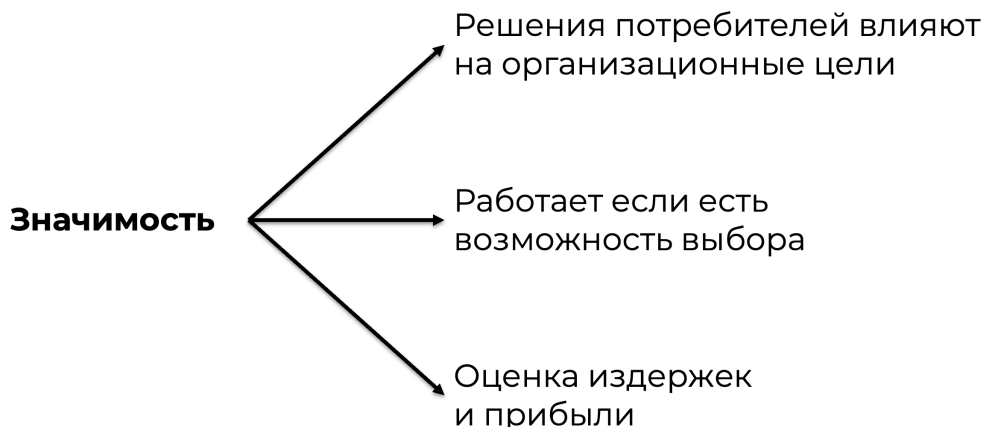 Решения потребителей влияют
на организационные цели
Значимость
Работает если есть
возможность выбора
Оценка издержек
и прибыли